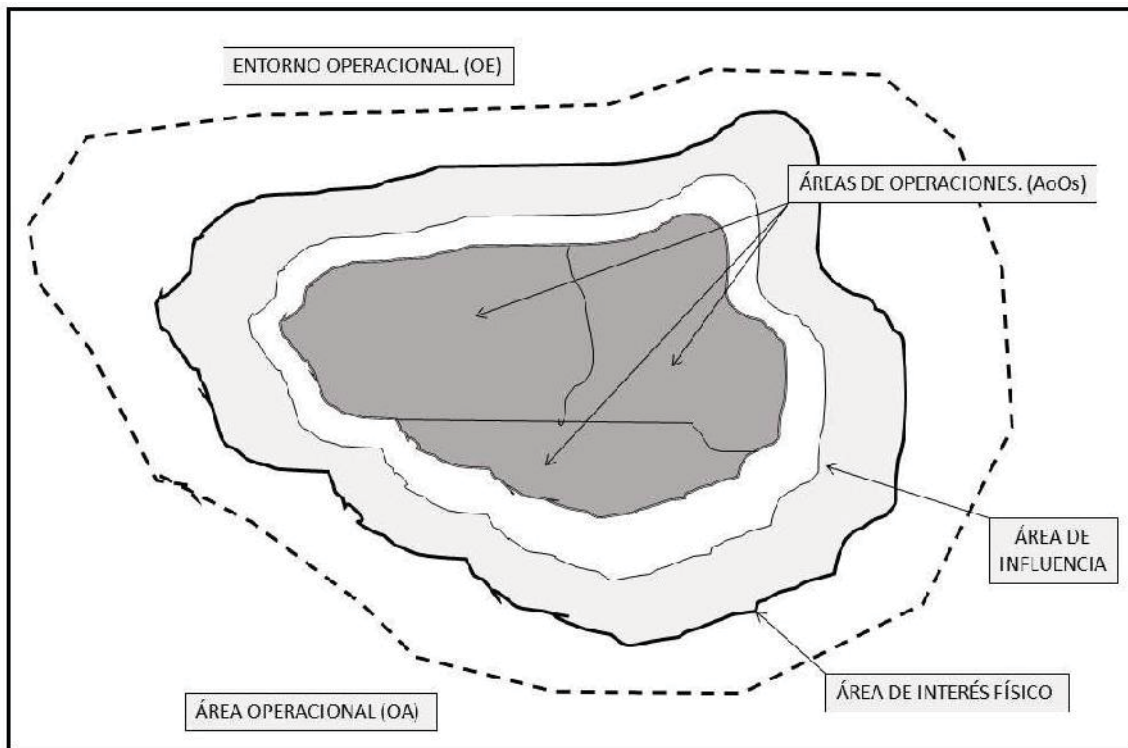 ENTORNO OPERACIONAL. (OE)
ÁREAS DE OPERACIONES. (AoOs)
ÁREA DE
INFLUENCIA
ÁREA DE INTERÉS FÍSICO
ÁREA OPERACIONAL (OA)